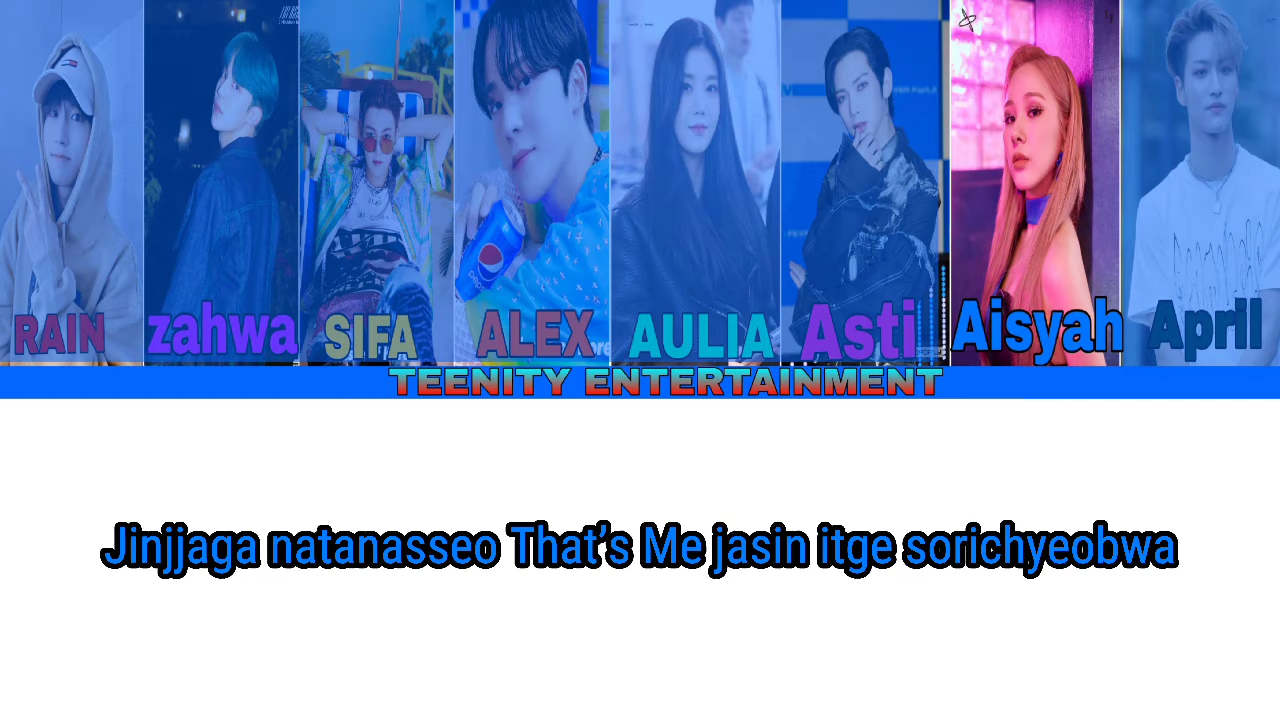 RAIN zahwa SIFA ALEX AULIA Asti Aisyah April
TEENITY ENTERTAINMENT
Jinjjaga natanasseo That's Me jasin itge sorichyeobwa